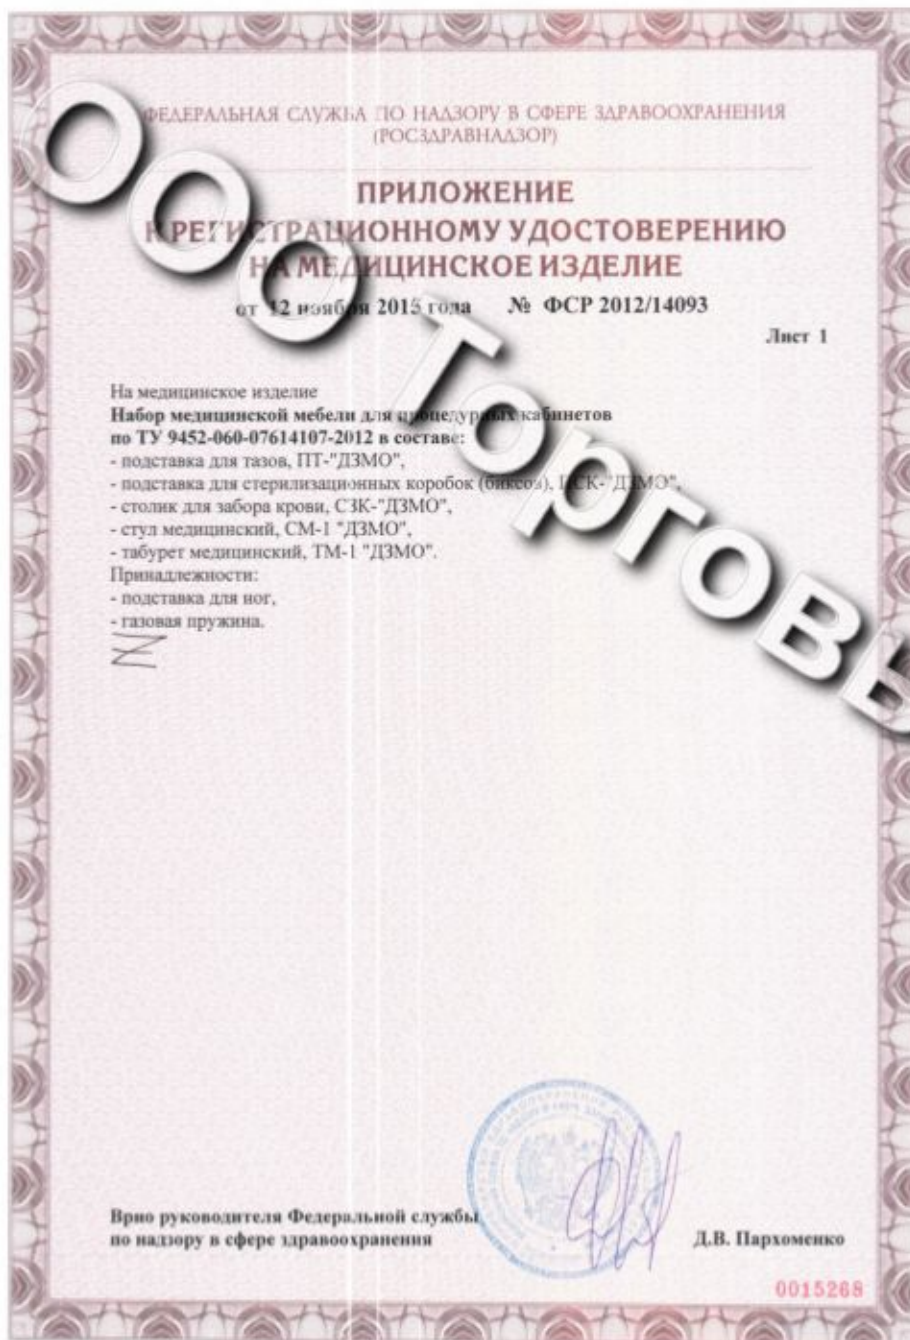 ФЕДЕРАЛЬНАЯ СЛУЖБА ПО НАДЗОРУ В СФЕРЕ ЗДРАВООХРАНЕНИЯ
(РОСЗДРАВНАДЗОР)
ПРИЛОЖЕНИЕ
К РЕГИСТРАЦИОННОМУ УДОСТОВЕРЕНИЮ
НА МЕДИЦИНСКОЕ ИЗДЕЛИЕ
от 12 ноября 2015 года № ФСР 2012/14093
Лист 1
На медицинское изделие
Набор медицинской мебели для процедурных кабинетов
по ТУ 9452-060-07614107-2012 в составе:
- подставка для тазов, ПТ-"ДЗМО",
- подставка для стерилизационных коробок (биксов), ПСК-"ДЗМО",
- столик для забора крови, СЗК-"ДЗМО",
- стул медицинский, СМ-1 "ДЗМО",
- табурет медицинский, ТМ-1 "ДЗМО".
Принадлежности:
- подставка для ног,
- газовая пружина.
ООО Торговы
Врио руководителя Федеральной службы
по надзору в сфере здравоохранения
Д.В. Пархоменко
0015268